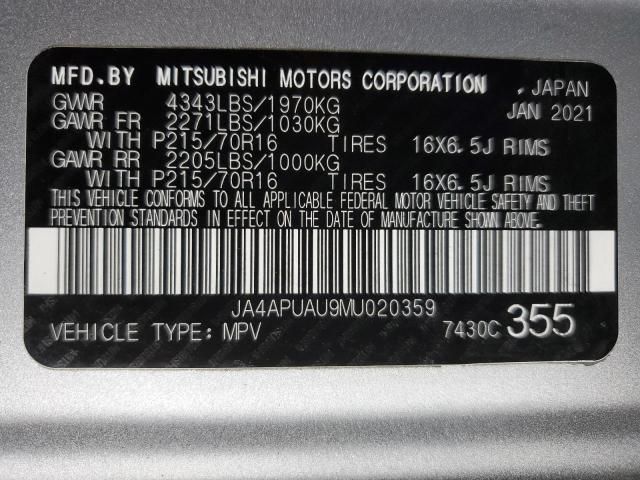 MFD.BY MITSUBISHI MOTORS CORPORATION . JAPAN
GVWR 4343LBS/1970KG JAN 2021
GAWR FR 2271LBS/1030KG
WITH P215/70R16 TIRES 16X6.5J RIMS
GAWR RR 2205LBS/1000KG
WITH P215/70R16 TIRES 16X6.5J RIMS
THIS VEHICLE CONFORMS TO ALL APPLICABLE FEDERAL MOTOR VEHICLE SAFETY AND THEFT
PREVENTION STANDARDS IN EFFECT ON THE DATE OF MANUFACTURE SHOWN ABOVE.
JA4APUAU9MU020359
VEHICLE TYPE: MPV 7430C 355